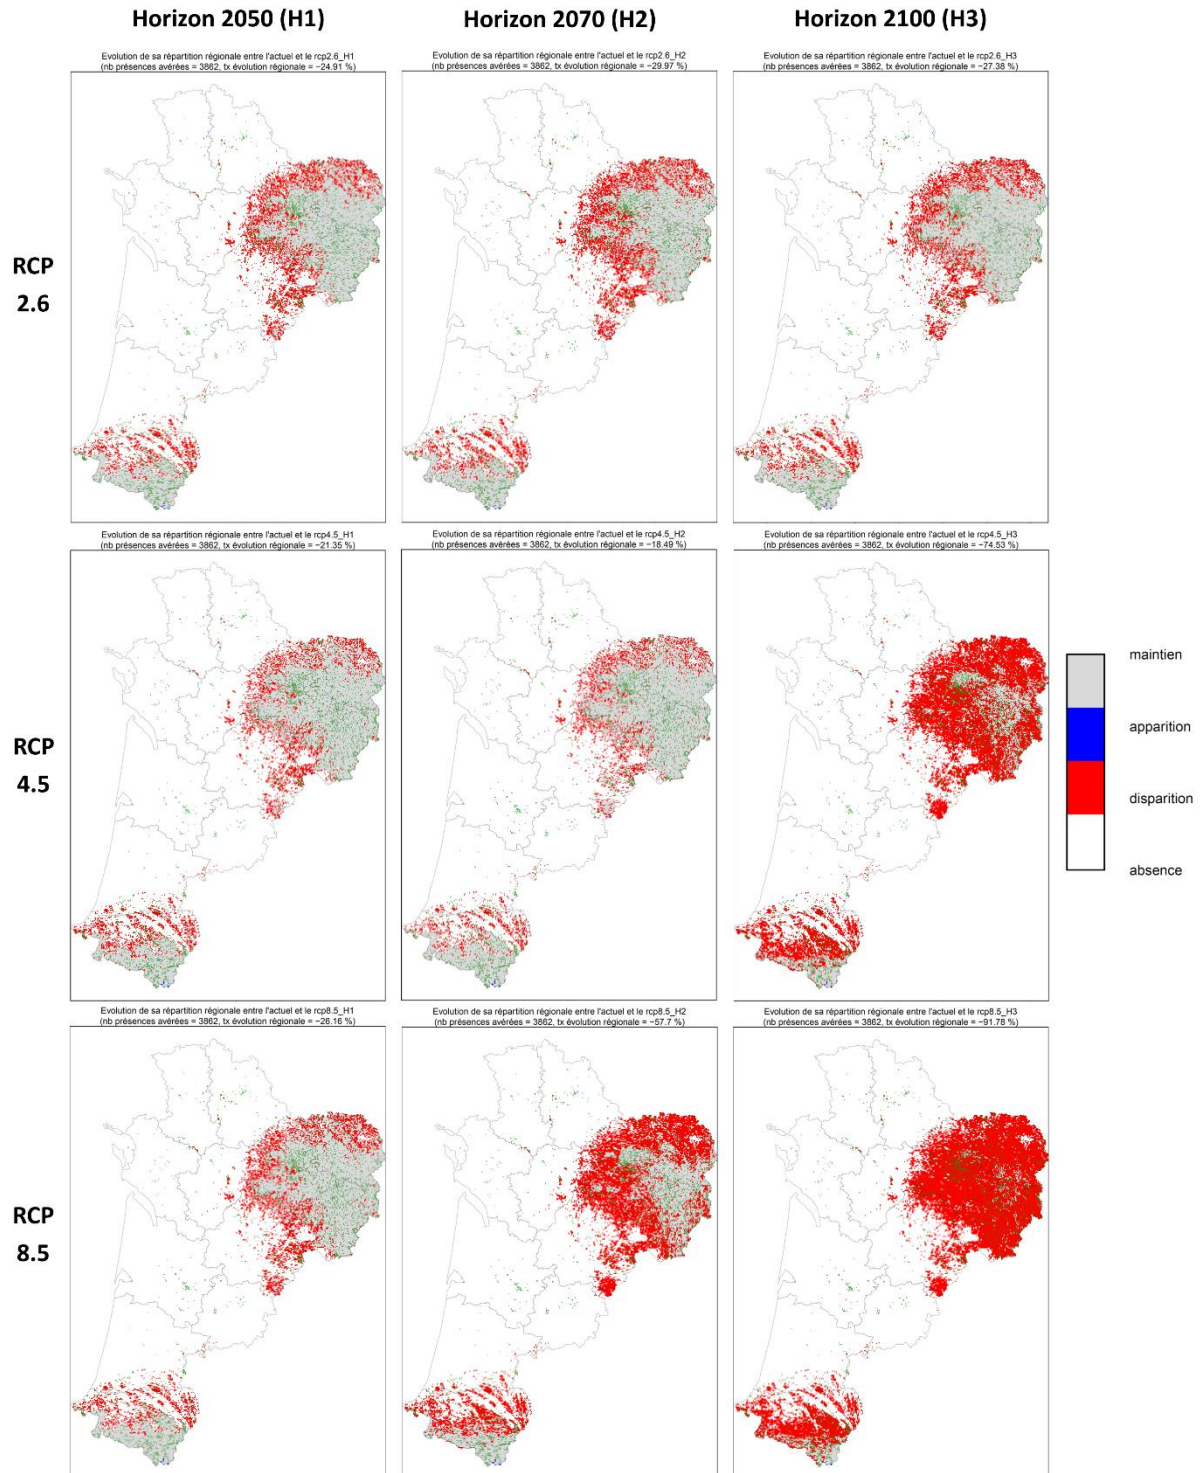 Horizon 2050 (H1)
Horizon 2070 (H2)
Horizon 2100 (H3)
Evolution de sa répartition régionale entre l'actuel et le rcp2.6_H1
(nb présences avérées = 3862, tx évolution régionale = −24.91 %)
Evolution de sa répartition régionale entre l'actuel et le rcp2.6_H2
(nb présences avérées = 3862, tx évolution régionale = −29.97 %)
Evolution de sa répartition régionale entre l'actuel et le rcp2.6_H3
(nb présences avérées = 3862, tx évolution régionale = −27.38 %)
RCP
2.6
Evolution de sa répartition régionale entre l'actuel et le rcp4.5_H1
(nb présences avérées = 3862, tx évolution régionale = −21.35 %)
Evolution de sa répartition régionale entre l'actuel et le rcp4.5_H2
(nb présences avérées = 3862, tx évolution régionale = −18.49 %)
Evolution de sa répartition régionale entre l'actuel et le rcp4.5_H3
(nb présences avérées = 3862, tx évolution régionale = −74.53 %)
RCP
4.5
maintien
apparition
disparition
absence
Evolution de sa répartition régionale entre l'actuel et le rcp8.5_H1
(nb présences avérées = 3862, tx évolution régionale = −26.16 %)
Evolution de sa répartition régionale entre l'actuel et le rcp8.5_H2
(nb présences avérées = 3862, tx évolution régionale = −57.7 %)
Evolution de sa répartition régionale entre l'actuel et le rcp8.5_H3
(nb présences avérées = 3862, tx évolution régionale = −91.78 %)
RCP
8.5